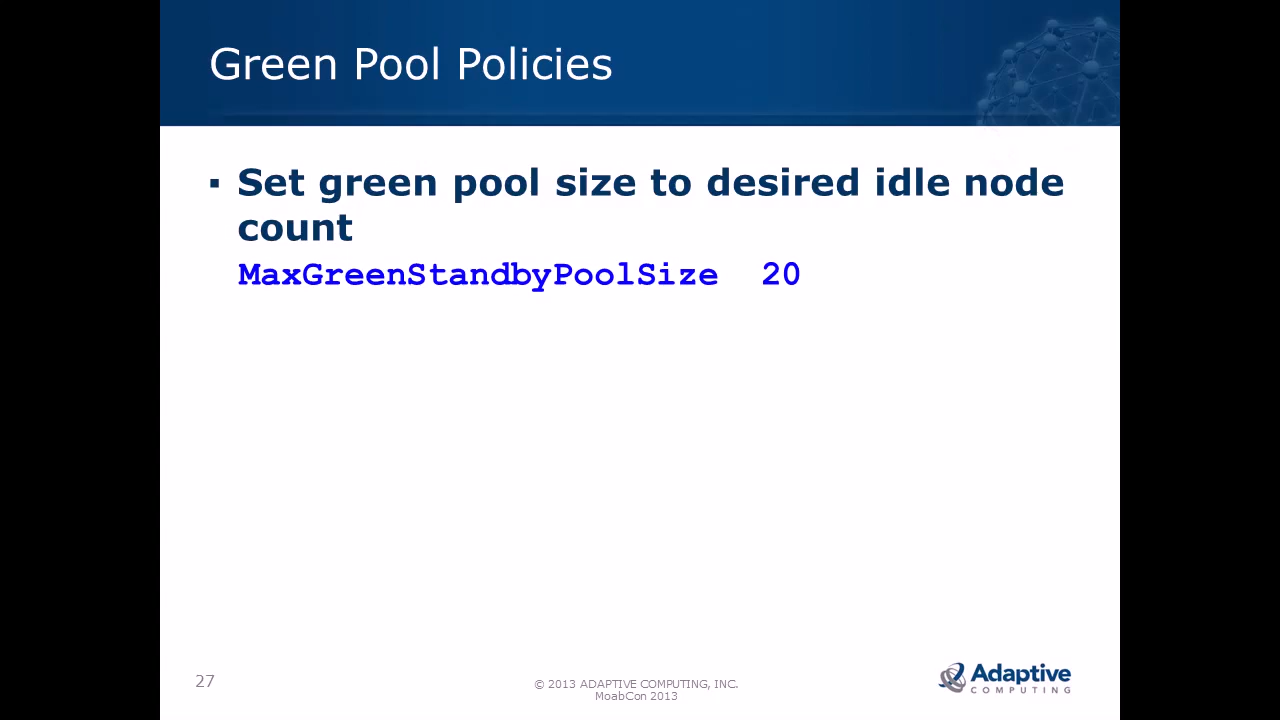 Green Pool Policies
▪ Set green pool size to desired idle node
count
MaxGreenStandbyPoolSize  20
27
© 2013 ADAPTIVE COMPUTING, INC.
MoabCon 2013
Adaptive
COMPUTING